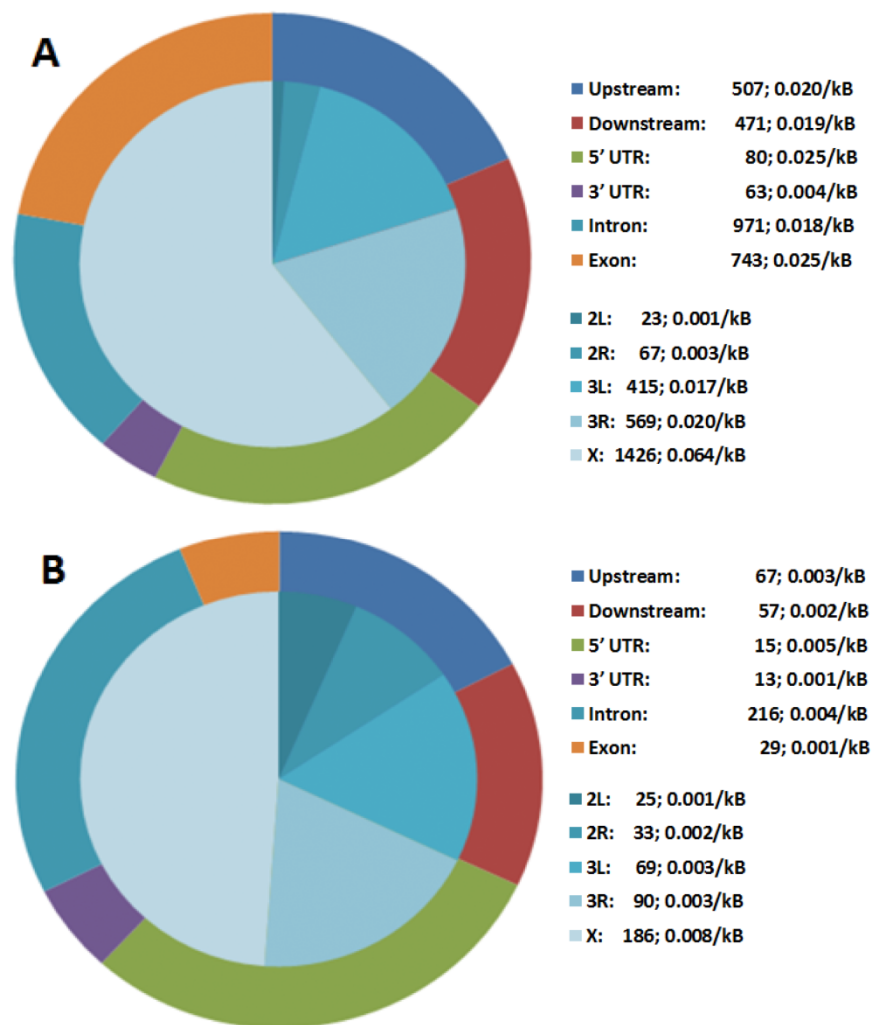 A
Upstream: 507; 0.020/kB
Downstream: 471; 0.019/kB
5' UTR: 80; 0.025/kB
3' UTR: 63; 0.004/kB
Intron: 971; 0.018/kB
Exon: 743; 0.025/kB
2L: 23; 0.001/kB
2R: 67; 0.003/kB
3L: 415; 0.017/kB
3R: 569; 0.020/kB
X: 1426; 0.064/kB
B
Upstream: 67; 0.003/kB
Downstream: 57; 0.002/kB
5' UTR: 15; 0.005/kB
3' UTR: 13; 0.001/kB
Intron: 216; 0.004/kB
Exon: 29; 0.001/kB
2L: 25; 0.001/kB
2R: 33; 0.002/kB
3L: 69; 0.003/kB
3R: 90; 0.003/kB
X: 186; 0.008/kB